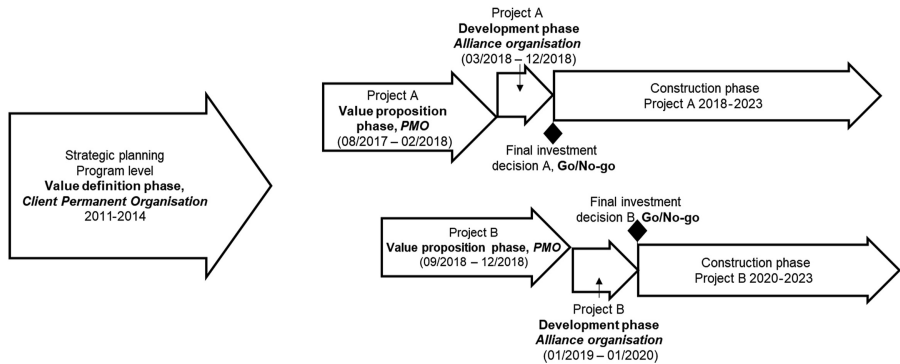 Strategic planning
Program level
Value definition phase,
Client Permanent Organisation
2011-2014
Project A
Value proposition
phase, PMO
(08/2017 – 02/2018)
Project A
Development phase
Alliance organisation
(03/2018 – 12/2018)
Construction phase
Project A 2018-2023
Final investment
decision A, Go/No-go
Project B
Value proposition phase, PMO
(09/2018 – 12/2018)
Final investment
decision B, Go/No-go
Construction phase
Project B 2020-2023
Project B
Development phase
Alliance organisation
(01/2019 – 01/2020)